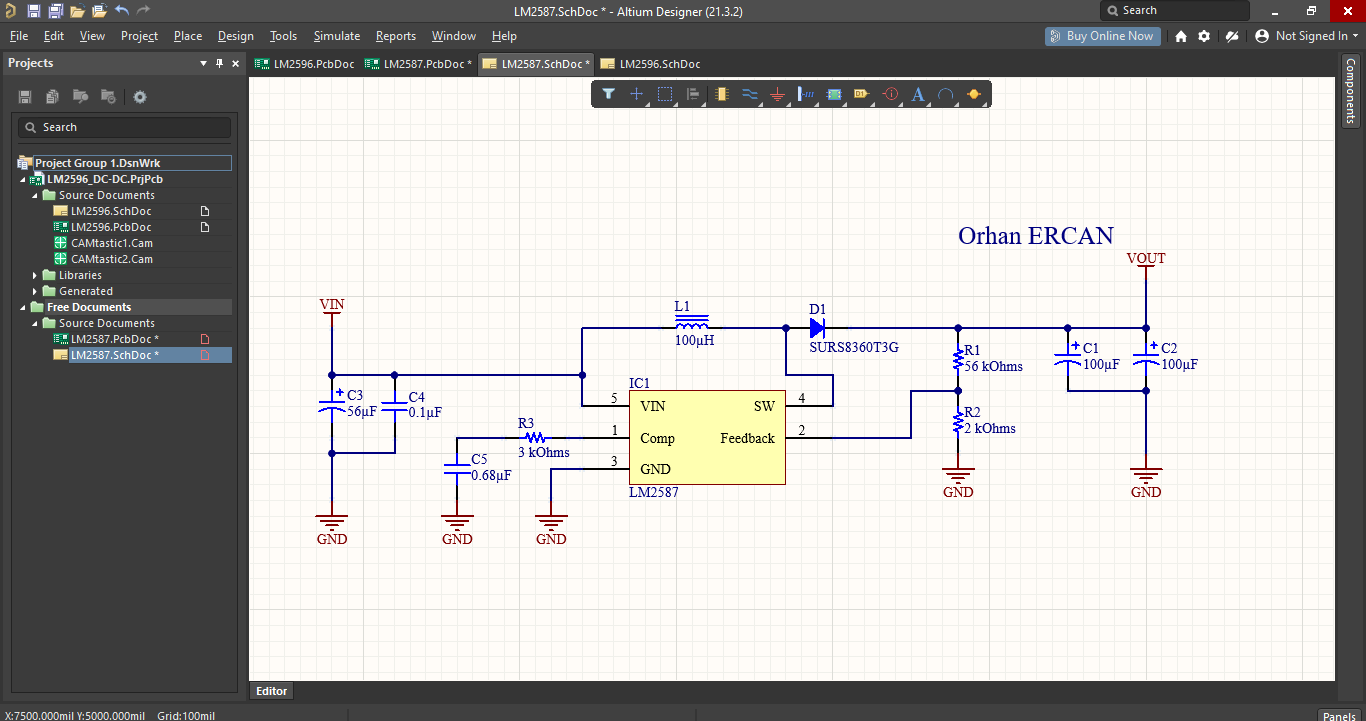 LM2587.SchDoc * - Altium Designer (21.3.2)
Search
File Edit View Project Place Design Tools Simulate Reports Window Help
Buy Online Now
Not Signed In
Projects
LM2596.PcbDoc
LM2587.PcbDoc *
LM2587.SchDoc *
LM2596.SchDoc
Components
Search
Project Group 1.DsnWrk
LM2596_DC-DC.PrjPcb
Source Documents
LM2596.SchDoc
LM2596.PcbDoc
CAMtastic1.Cam
CAMtastic2.Cam
Libraries
Generated
Free Documents
Source Documents
LM2587.PcbDoc *
LM2587.SchDoc *
Orhan ERCAN
VOUT
VIN
L1
100µH
D1
SURS8360T3G
R1
56 kOhms
C1
100µF
C2
100µF
IC1
5
VIN
SW
4
C3
56µF
C4
0.1µF
R2
2 kOhms
R3
3 kOhms
1
Comp
Feedback
2
C5
0.68µF
3
GND
LM2587
GND
GND
GND
GND
GND
Editor
X:7500.000mil Y:5000.000mil Grid:100mil
Panels